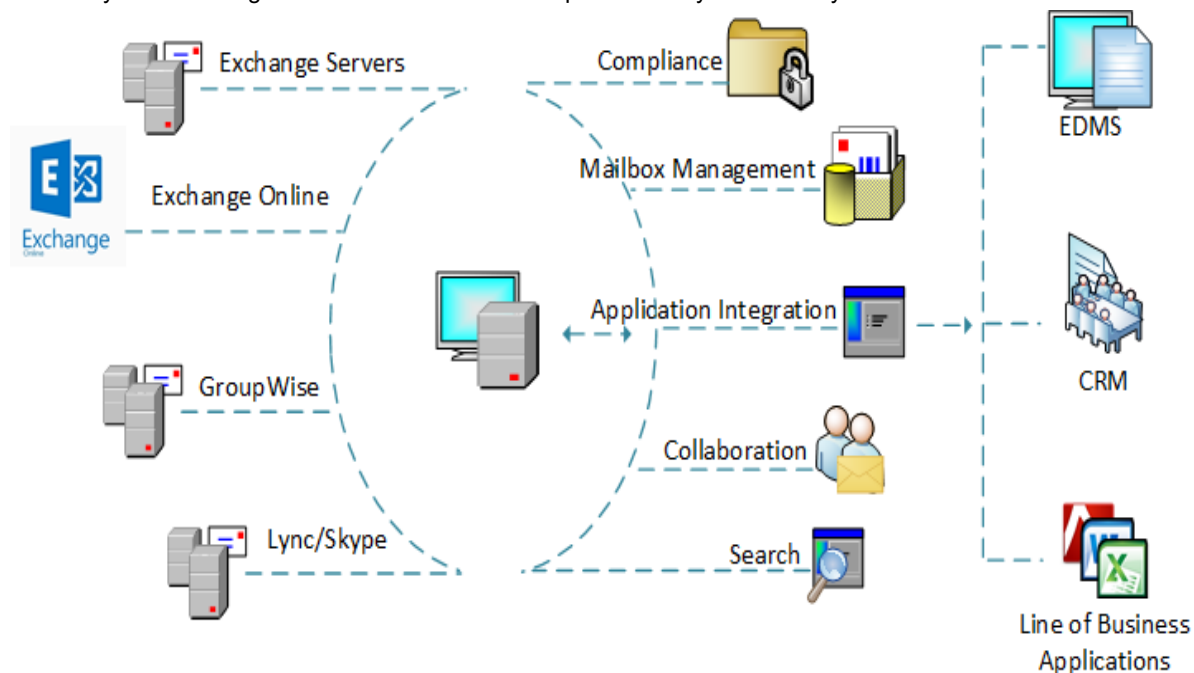 Exchange Servers
Compliance
EDMS
E
Exchange
Online
Exchange Online
Mailbox Management
GroupWise
Application Integration
CRM
Collaboration
Lync/Skype
Search
W
X
Line of Business
Applications